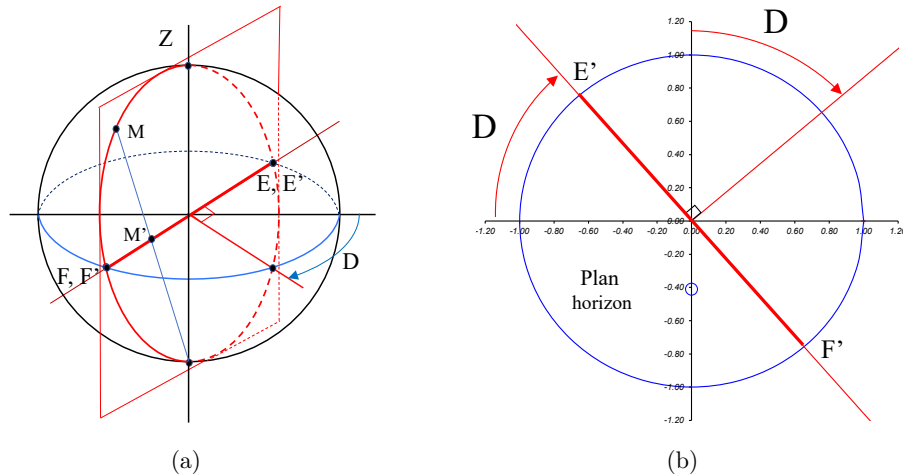 Z
M
E, E’
M’
F, F’
D
(a)
D
E’
D
1.20
1.00
0.80
0.60
0.40
0.20
0.00
-0.20
-0.40
-0.60
-0.80
-1.00
-1.20
-1.20 -1.00 -0.80 -0.60 -0.40 -0.20 0.00 0.20 0.40 0.60 0.80 1.00 1.20
Plan
horizon
F’
(b)